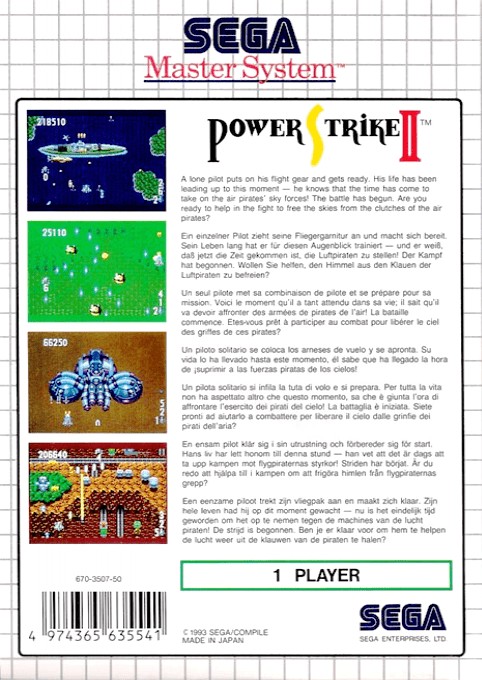 SEGA
Master System™
POWER STRIKE II™
218510
25110
66250
206640
A lone pilot puts on his flight gear and gets ready. His life has been
leading up to this moment — he knows that the time has come to
take on the air pirates' sky forces! The battle has begun. Are you
ready to help in the fight to free the skies from the clutches of the air
pirates?
Ein einzelner Pilot zieht seine Fliegergarnitur an und macht sich bereit.
Sein Leben lang hat er für diesen Augenblick trainiert — und er weiß,
daß jetzt die Zeit gekommen ist, die Luftpiraten zu stellen! Der Kampf
hat begonnen. Wollen Sie helfen, den Himmel aus den Klauen der
Luftpiraten zu befreien?
Un seul pilote met sa combinaison de pilote et se prépare pour sa
mission. Voici le moment qu'il a tant attendu dans sa vie; il sait qu'il
va devoir affronter des armées de pirates de l'air! La bataille
commence. Etes-vous prêt à participer au combat pour libérer le ciel
des griffes de ces pirates?
Un piloto solitario se coloca los arneses de vuelo y se apronta. Su
vida lo ha llevado hasta este momento, él sabe que ha llegado la hora
de ¡suprimir a las fuerzas piratas de los cielos!
Un pilota solitario si infila la tuta di volo e si prepara. Per tutta la vita
non ha aspettato altro che questo momento, sa che è giunta l'ora di
affrontare l'esercito dei pirati del cielo! La battaglia è iniziata. Siete
pronti ad aiutarlo a combattere per liberare il cielo dalle grinfie dei
pirati dell'aria?
En ensam pilot klär sig i sin utrustning och förbereder sig för start.
Hans liv har lett honom till denna stund — han vet att det är dags att
ta upp kampen mot flygpiraternas styrkor! Striden har börjat. Är du
redo att hjälpa till i kampen om att frigöra himlen från flygpiraternas
grepp?
Een eenzame piloot trekt zijn vliegpak aan en maakt zich klaar. Zijn
hele leven had hij op dit moment gewacht — nu is het eindelijk tijd
geworden om het op te nemen tegen de machines van de lucht
piraten! De strijd is begonnen. Ben je er klaar voor om hem te helpen
de lucht weer uit de klauwen van de piraten te halen?
1 PLAYER
670-3507-50
4 974365 635541
© 1993 SEGA/COMPILE
MADE IN JAPAN
SEGA
SEGA ENTERPRISES, LTD.